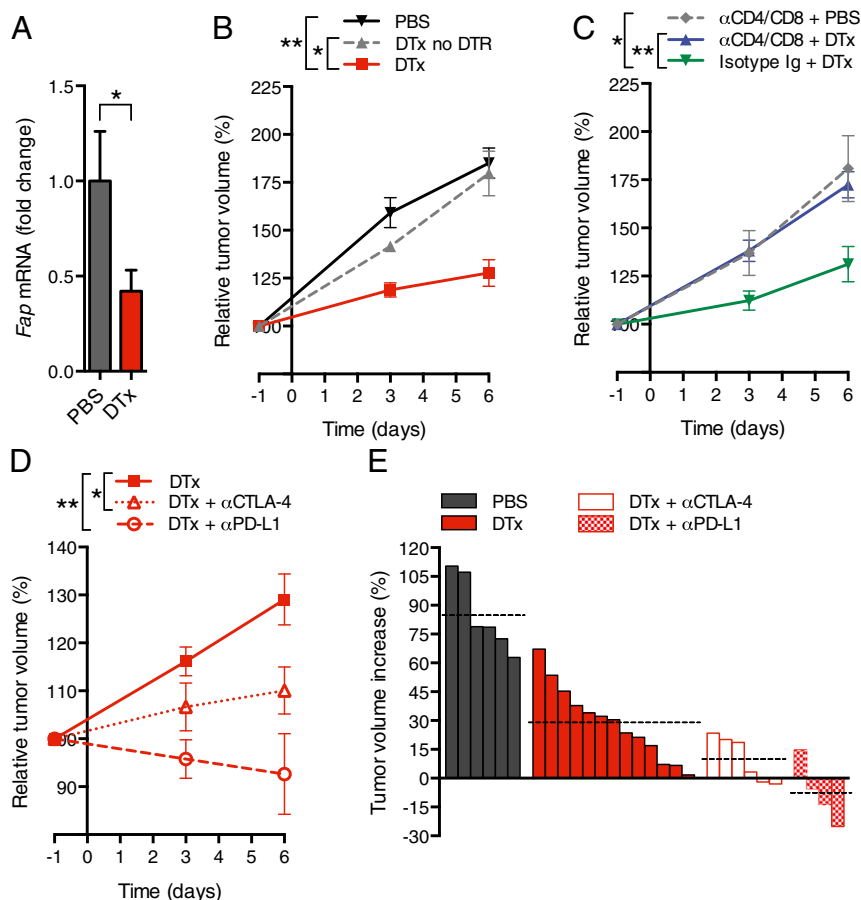 A
Fap mRNA (fold change)
1.5
1.0
0.5
0.0
*
PBS
DTx
B
** * PBS
DTx no DTR
DTx
Relative tumor volume (%)
225
200
175
150
125
100
-1 0 1 2 3 4 5 6
Time (days)
C
* ** αCD4/CD8 + PBS
αCD4/CD8 + DTx
Isotype Ig + DTx
Relative tumor volume (%)
225
200
175
150
125
100
-1 0 1 2 3 4 5 6
Time (days)
D
** * DTx
DTx + αCTLA-4
DTx + αPD-L1
Relative tumor volume (%)
140
130
120
110
100
90
-1 0 1 2 3 4 5 6
Time (days)
E
PBS
DTx
DTx + αCTLA-4
DTx + αPD-L1
Tumor volume increase (%)
120
105
90
75
60
45
30
15
0
-15
-30